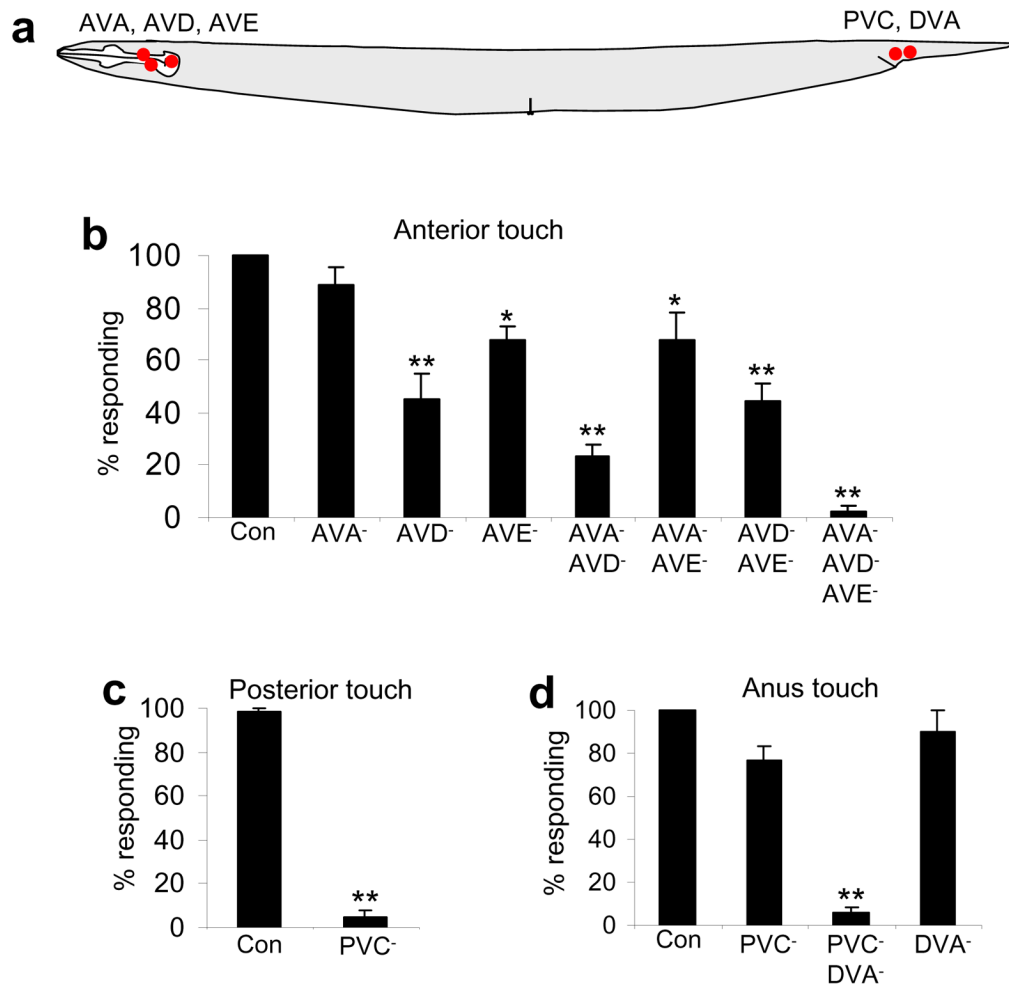 a
AVA, AVD, AVE
PVC, DVA
b
Anterior touch
% responding
100
80
60
40
20
0
**
*
**
*
**
**
Con
AVA-
AVD-
AVE-
AVA-
AVD-
AVA-
AVE-
AVD-
AVE-
AVA-
AVD-
AVE-
c
Posterior touch
% responding
100
80
60
40
20
0
**
Con
PVC-
d
Anus touch
% responding
100
80
60
40
20
0
**
Con
PVC-
PVC-
DVA-
DVA-